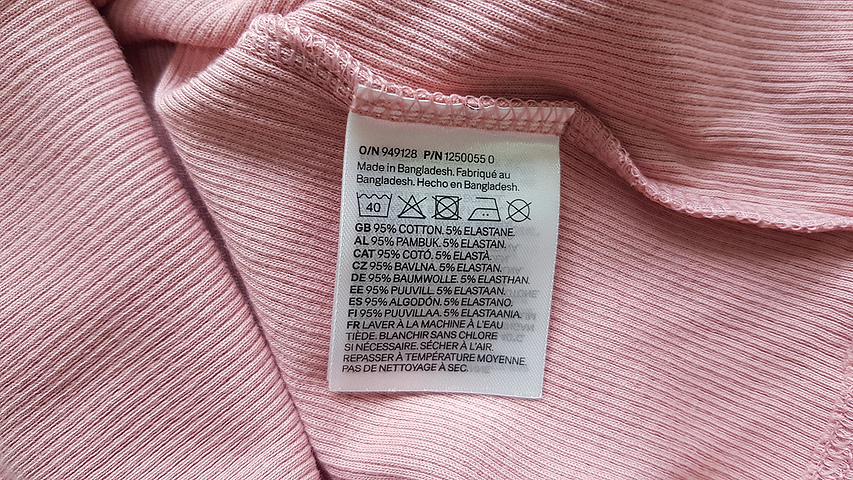 O/N 949128 P/N 1250055 0
Made in Bangladesh. Fabriqué au
Bangladesh. Hecho en Bangladesh.
40
GB 95% COTTON. 5% ELASTANE.
AL 95% PAMBUK. 5% ELASTAN.
CAT 95% COTÓ. 5% ELASTÀ.
CZ 95% BAVLNA. 5% ELASTAN.
DE 95% BAUMWOLLE. 5% ELASTHAN.
EE 95% PUUVILL. 5% ELASTAAN.
ES 95% ALGODÓN. 5% ELASTANO.
FI 95% PUUVILLAA. 5% ELASTAANIA.
FR LAVER À LA MACHINE À L'EAU
TIÈDE. BLANCHIR SANS CHLORE
SI NÉCESSAIRE. SÉCHER À L'AIR.
REPASSER À TEMPÉRATURE MOYENNE.
PAS DE NETTOYAGE À SEC.